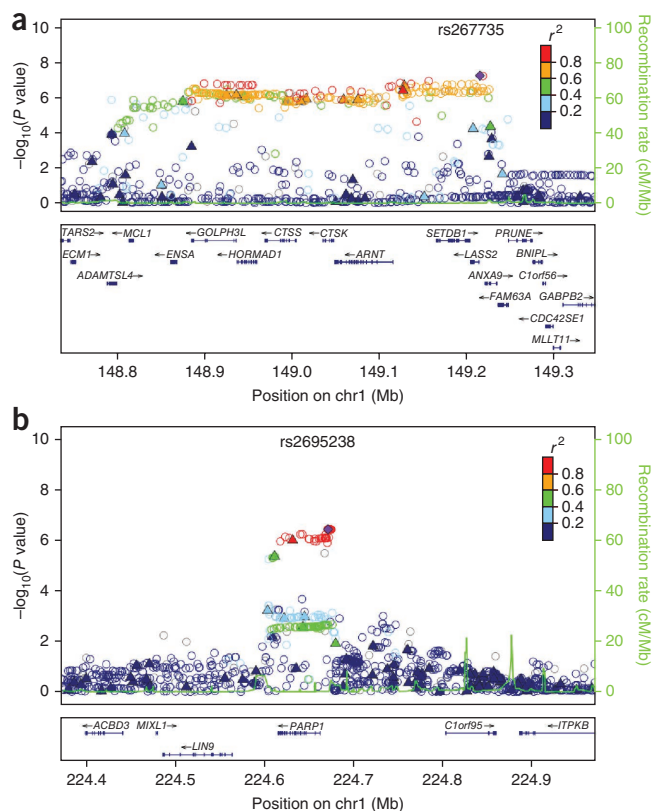 a
rs267735
r²
0.8
0.6
0.4
0.2
10
8
6
4
2
0
–log₁₀(P value)
100
80
60
40
20
0
Recombination rate (cM/Mb)
TARS2→ ←MCL1 ←GOLPH3L ←CTSS ←CTSK SETDB1→ PRUNE→
ECM1→ ←ENSA ←HORMAD1 ←ARNT ←LASS2 BNIPL→
ADAMTSL4→ ANXA9→ C1orf56→
←FAM63A GABPB2→
←CDC42SE1
MLLT11→
148.8 148.9 149.0 149.1 149.2 149.3
Position on chr1 (Mb)
b
rs2695238
r²
0.8
0.6
0.4
0.2
10
8
6
4
2
0
–log₁₀(P value)
100
80
60
40
20
0
Recombination rate (cM/Mb)
←ACBD3 MIXL1→ ←PARP1 C1orf95→ ←ITPKB
←LIN9
224.4 224.5 224.6 224.7 224.8 224.9
Position on chr1 (Mb)